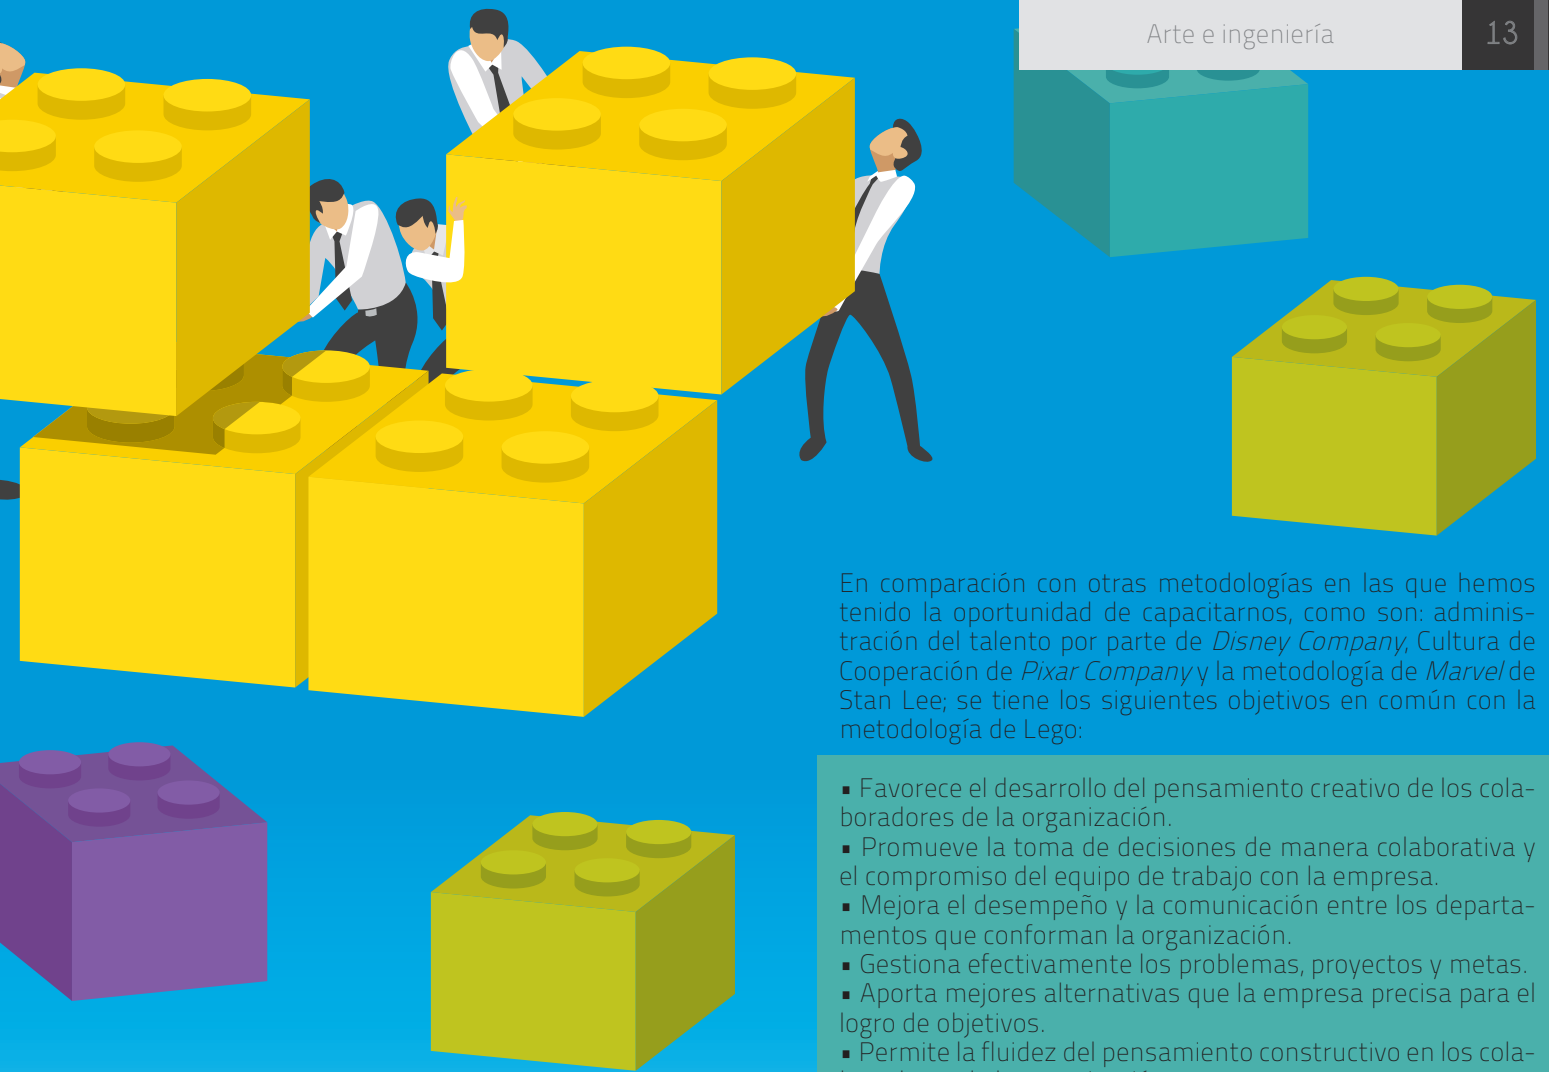 Arte e ingeniería
13
En comparación con otras metodologías en las que hemos
tenido la oportunidad de capacitarnos, como son: adminis-
tración del talento por parte de Disney Company, Cultura de
Cooperación de Pixar Company y la metodología de Marvel de
Stan Lee; se tiene los siguientes objetivos en común con la
metodología de Lego:
▪ Favorece el desarrollo del pensamiento creativo de los cola-
boradores de la organización.
▪ Promueve la toma de decisiones de manera colaborativa y
el compromiso del equipo de trabajo con la empresa.
▪ Mejora el desempeño y la comunicación entre los departa-
mentos que conforman la organización.
▪ Gestiona efectivamente los problemas, proyectos y metas.
▪ Aporta mejores alternativas que la empresa precisa para el
logro de objetivos.
▪ Permite la fluidez del pensamiento constructivo en los cola-